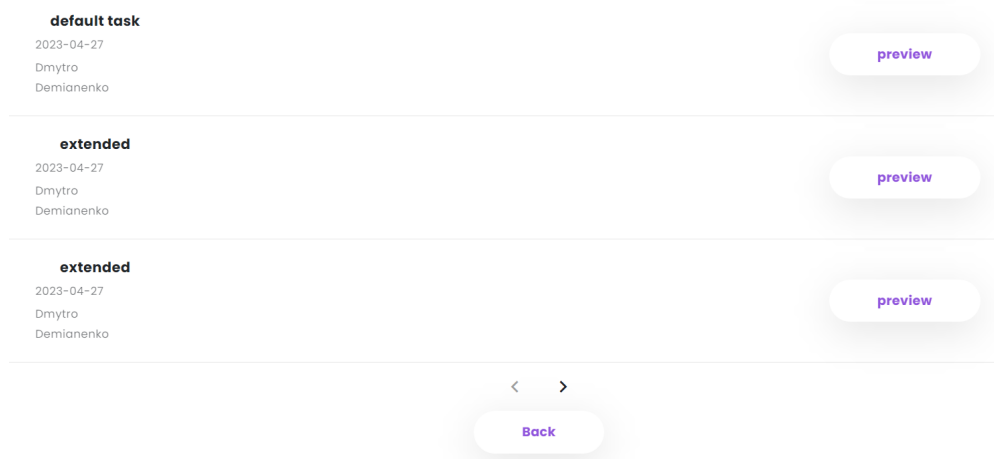 default task
2023-04-27
Dmytro
Demianenko
preview
extended
2023-04-27
Dmytro
Demianenko
preview
extended
2023-04-27
Dmytro
Demianenko
preview
Back